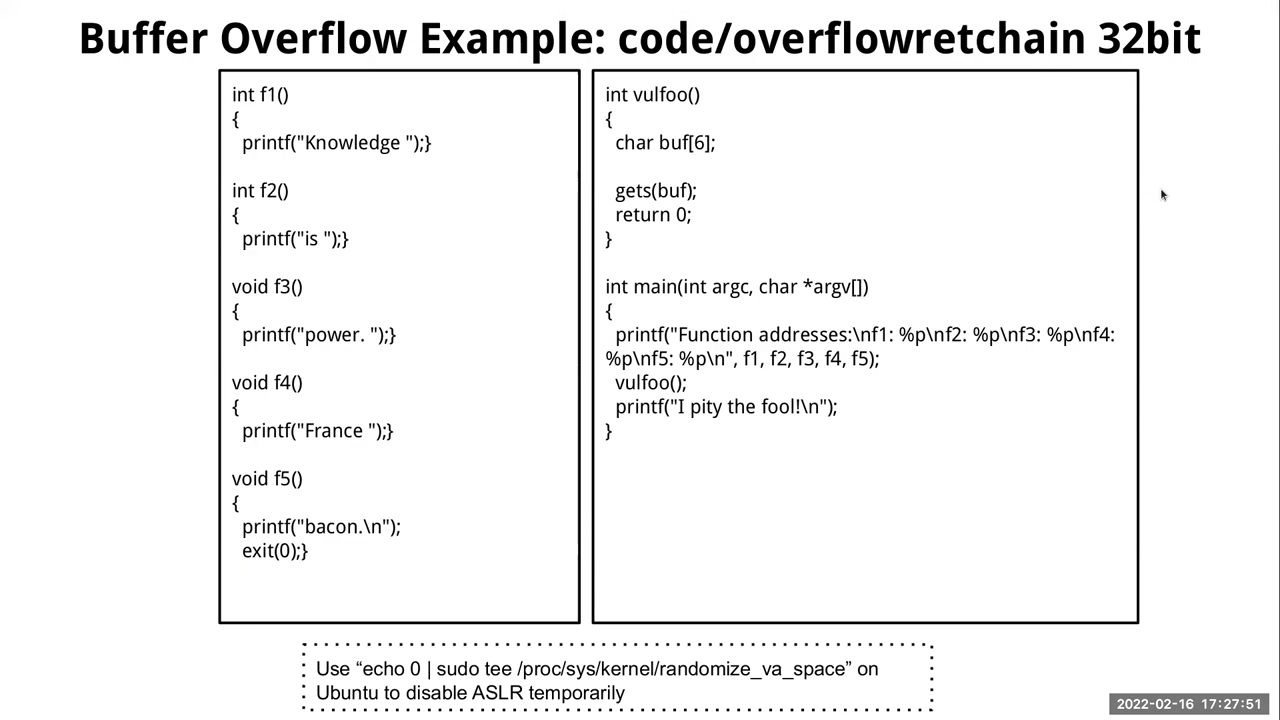 Buffer Overflow Example: code/overflowretchain 32bit
int f1()
{
printf("Knowledge ");}
int f2()
{
printf("is ");}
void f3()
{
printf("power. ");}
void f4()
{
printf("France ");}
void f5()
{
printf("bacon.\n");
exit(0);}
int vulfoo()
{
char buf[6];
gets(buf);
return 0;
}
int main(int argc, char *argv[])
{
printf("Function addresses:\nf1: %p\nf2: %p\nf3: %p\nf4:
%p\nf5: %p\n", f1, f2, f3, f4, f5);
vulfoo();
printf("I pity the fool!\n");
}
Use “echo 0 | sudo tee /proc/sys/kernel/randomize_va_space” on
Ubuntu to disable ASLR temporarily
2022-02-16 17:27:51